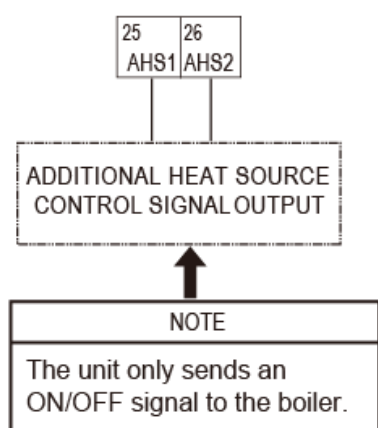 25 26
AHS1 AHS2
ADDITIONAL HEAT SOURCE
CONTROL SIGNAL OUTPUT
NOTE
The unit only sends an
ON/OFF signal to the boiler.